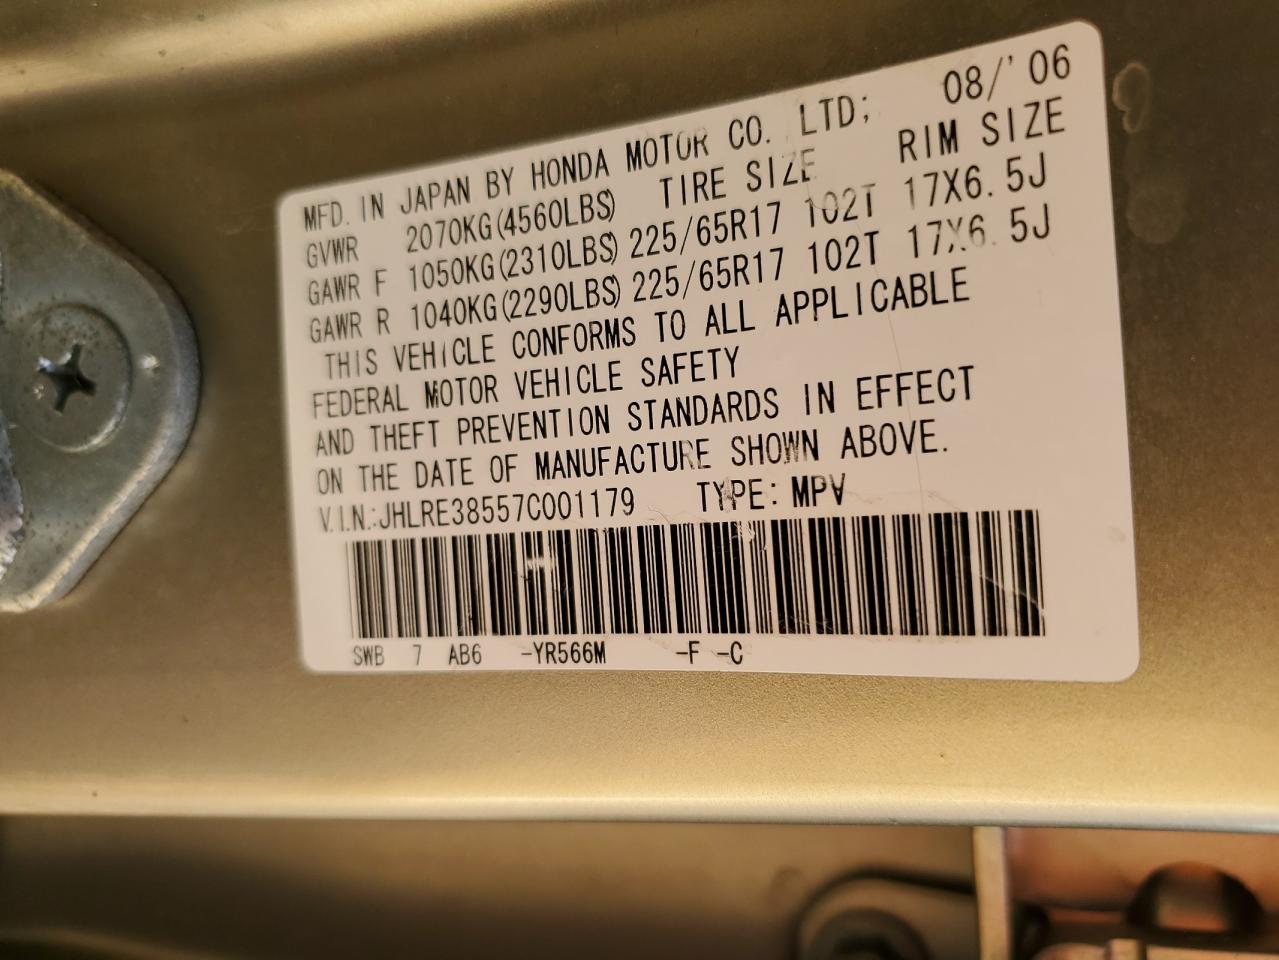 MFD. IN JAPAN BY HONDA MOTOR CO. LTD; 08/'06
GVWR 2070KG(4560LBS) TIRE SIZE RIM SIZE
GAWR F 1050KG(2310LBS) 225/65R17 102T 17X6.5J
GAWR R 1040KG(2290LBS) 225/65R17 102T 17X6.5J
THIS VEHICLE CONFORMS TO ALL APPLICABLE
FEDERAL MOTOR VEHICLE SAFETY
AND THEFT PREVENTION STANDARDS IN EFFECT
ON THE DATE OF MANUFACTURE SHOWN ABOVE.
V.I.N.:JHLRE38557C001179 TYPE: MPV
SWB 7 AB6 -YR566M -F -C